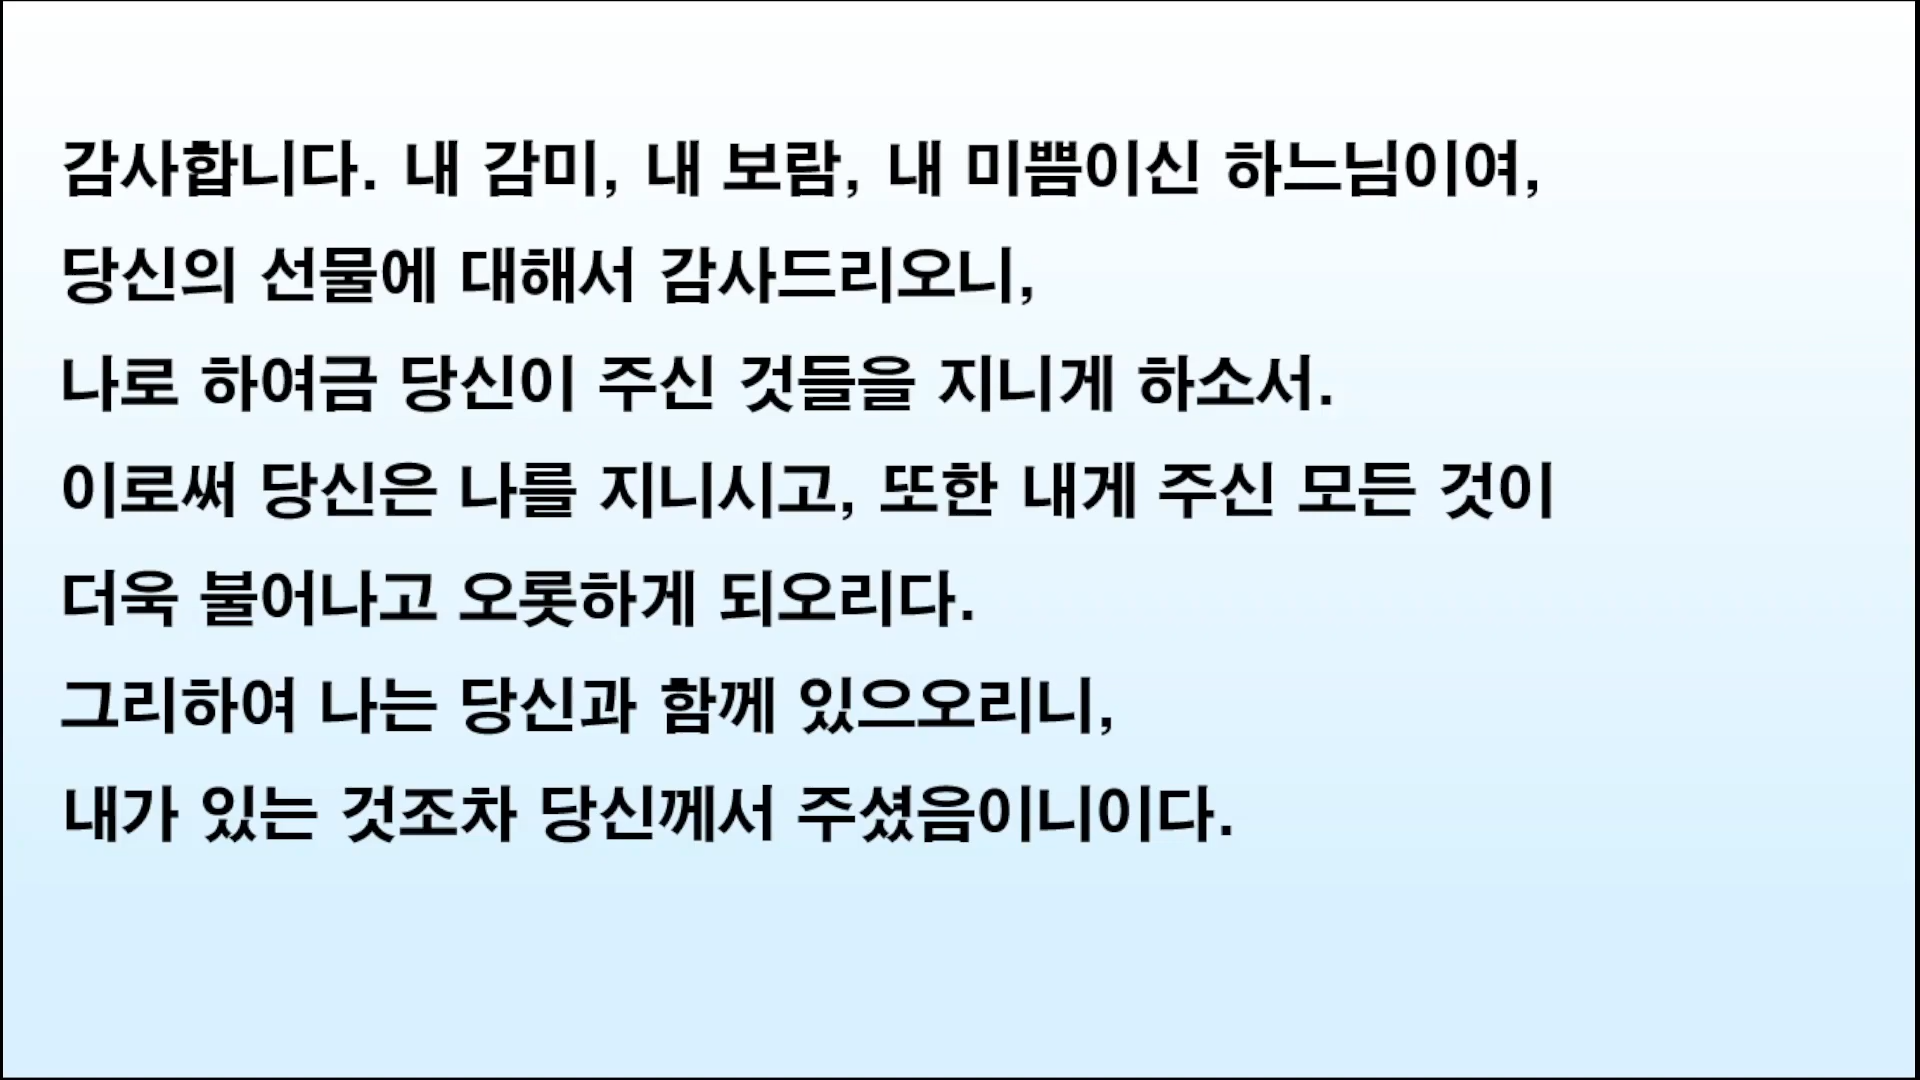 감사합니다. 내 감미, 내 보람, 내 미쁨이신 하느님이여,
당신의 선물에 대해서 감사드리오니,
나로 하여금 당신이 주신 것들을 지니게 하소서.
이로써 당신은 나를 지니시고, 또한 내게 주신 모든 것이
더욱 불어나고 오롯하게 되오리다.
그리하여 나는 당신과 함께 있으오리니,
내가 있는 것조차 당신께서 주셨음이니이다.